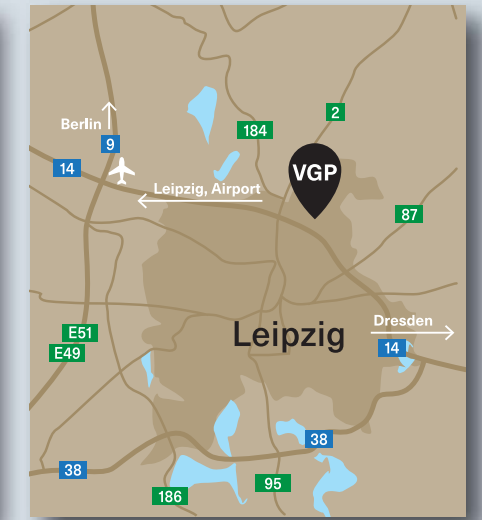 2
184
Berlin
9
14
VGP
Leipzig, Airport
87
Dresden
E51
Leipzig
14
E49
38
38
95
186